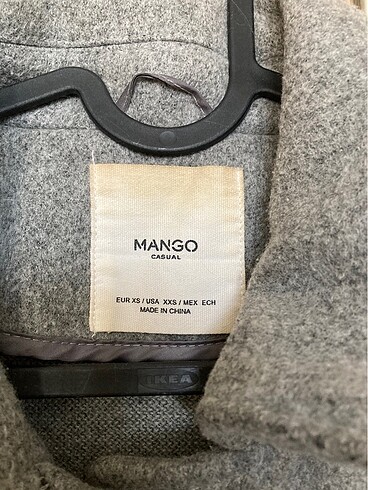 MANGO
CASUAL
EUR XS / USA XXS / MEX ECH
MADE IN CHINA
IKEA